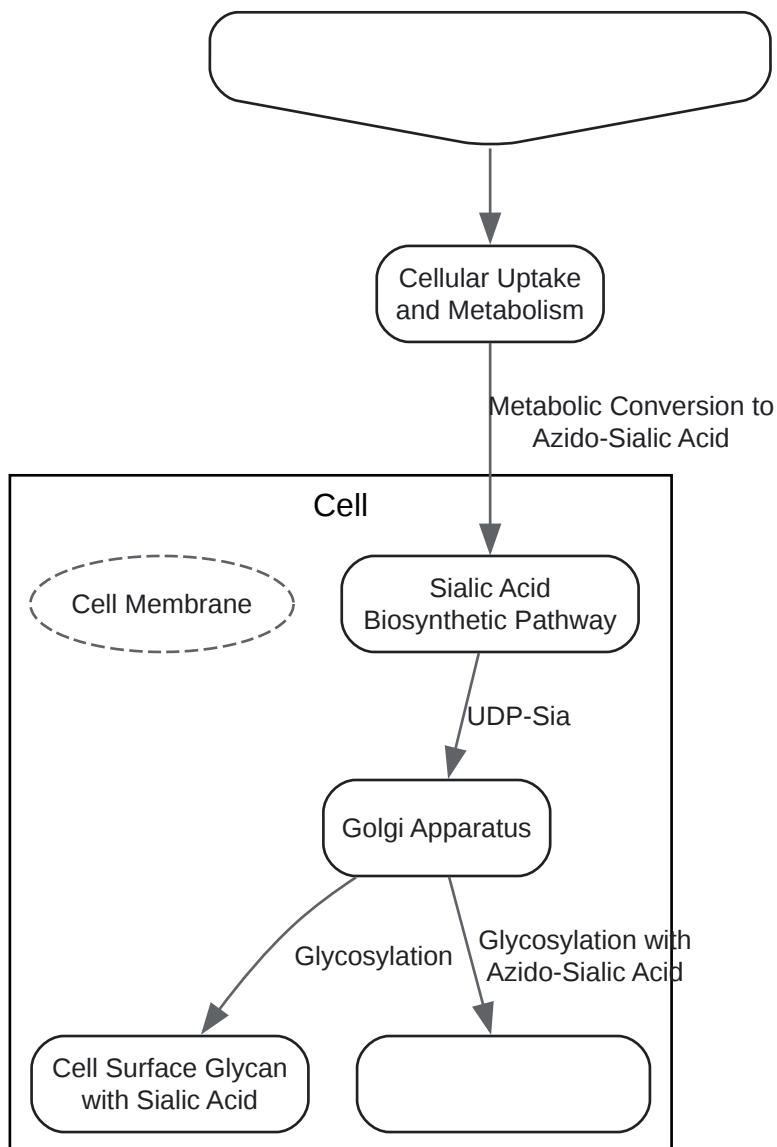 Cellular Uptake
and Metabolism
Metabolic Conversion to
Azido-Sialic Acid
Cell
Cell Membrane
Sialic Acid
Biosynthetic Pathway
UDP-Sia
Golgi Apparatus
Glycosylation
Glycosylation with
Azido-Sialic Acid
Cell Surface Glycan
with Sialic Acid